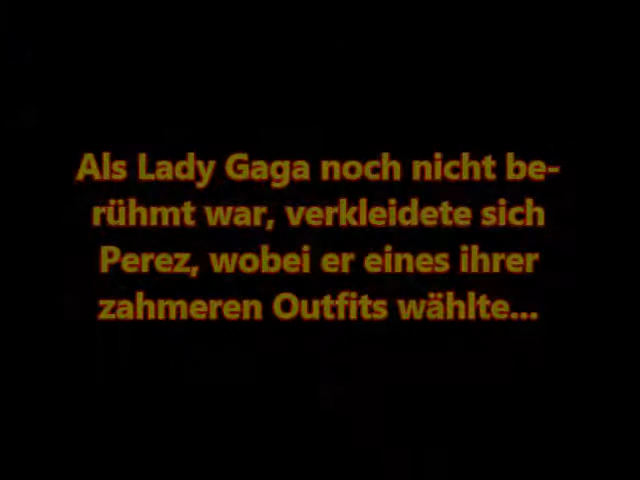 Als Lady Gaga noch nicht be-
rühmt war, verkleidete sich
Perez, wobei er eines ihrer
zahmeren Outfits wählte...